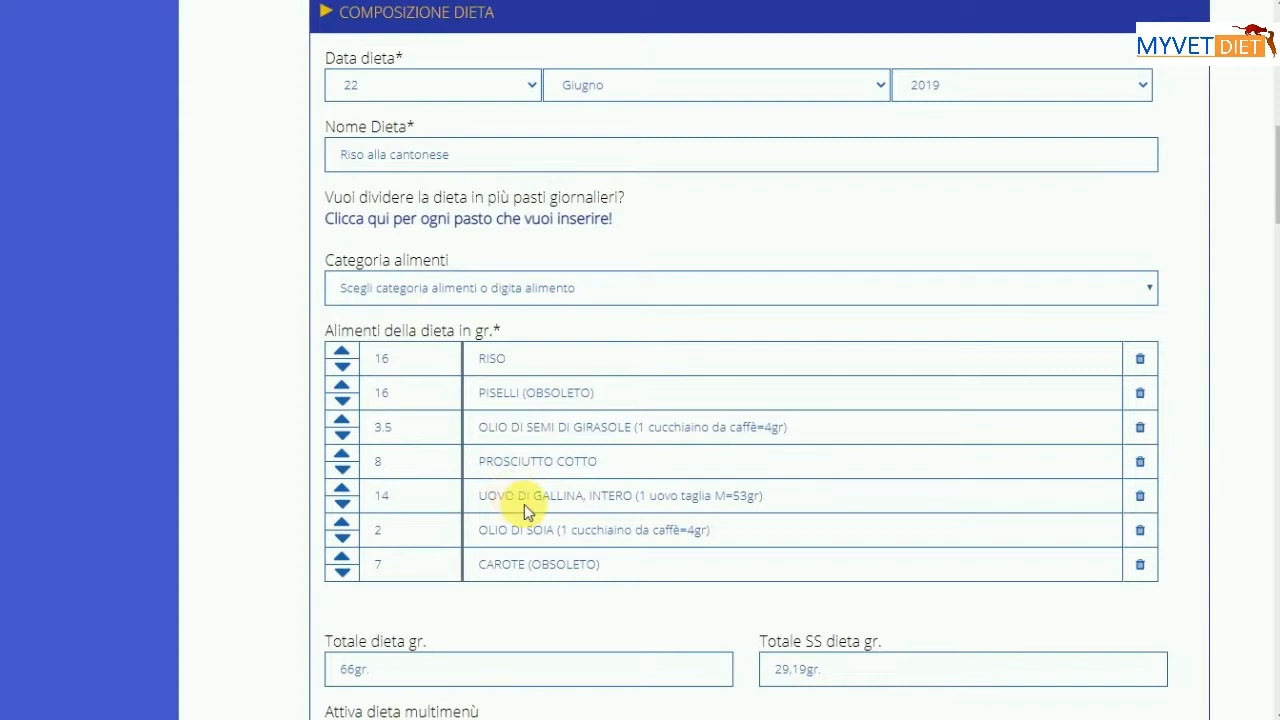 COMPOSIZIONE DIETA
MYVETDIET
Data dieta*
22 Giugno 2019
Nome Dieta*
Riso alla cantonese
Vuoi dividere la dieta in più pasti giornalieri?
Clicca qui per ogni pasto che vuoi inserire!
Categoria alimenti
Scegli categoria alimenti o digita alimento
Alimenti della dieta in gr.*
16 RISO
16 PISELLI (OBSOLETO)
3.5 OLIO DI SEMI DI GIRASOLE (1 cucchiaino da caffè=4gr)
8 PROSCIUTTO COTTO
14 UOVO DI GALLINA, INTERO (1 uovo taglia M=53gr)
2 OLIO DI SOIA (1 cucchiaino da caffè=4gr)
7 CAROTE (OBSOLETO)
Totale dieta gr. Totale SS dieta gr.
66gr. 29,19gr.
Attiva dieta multimenù